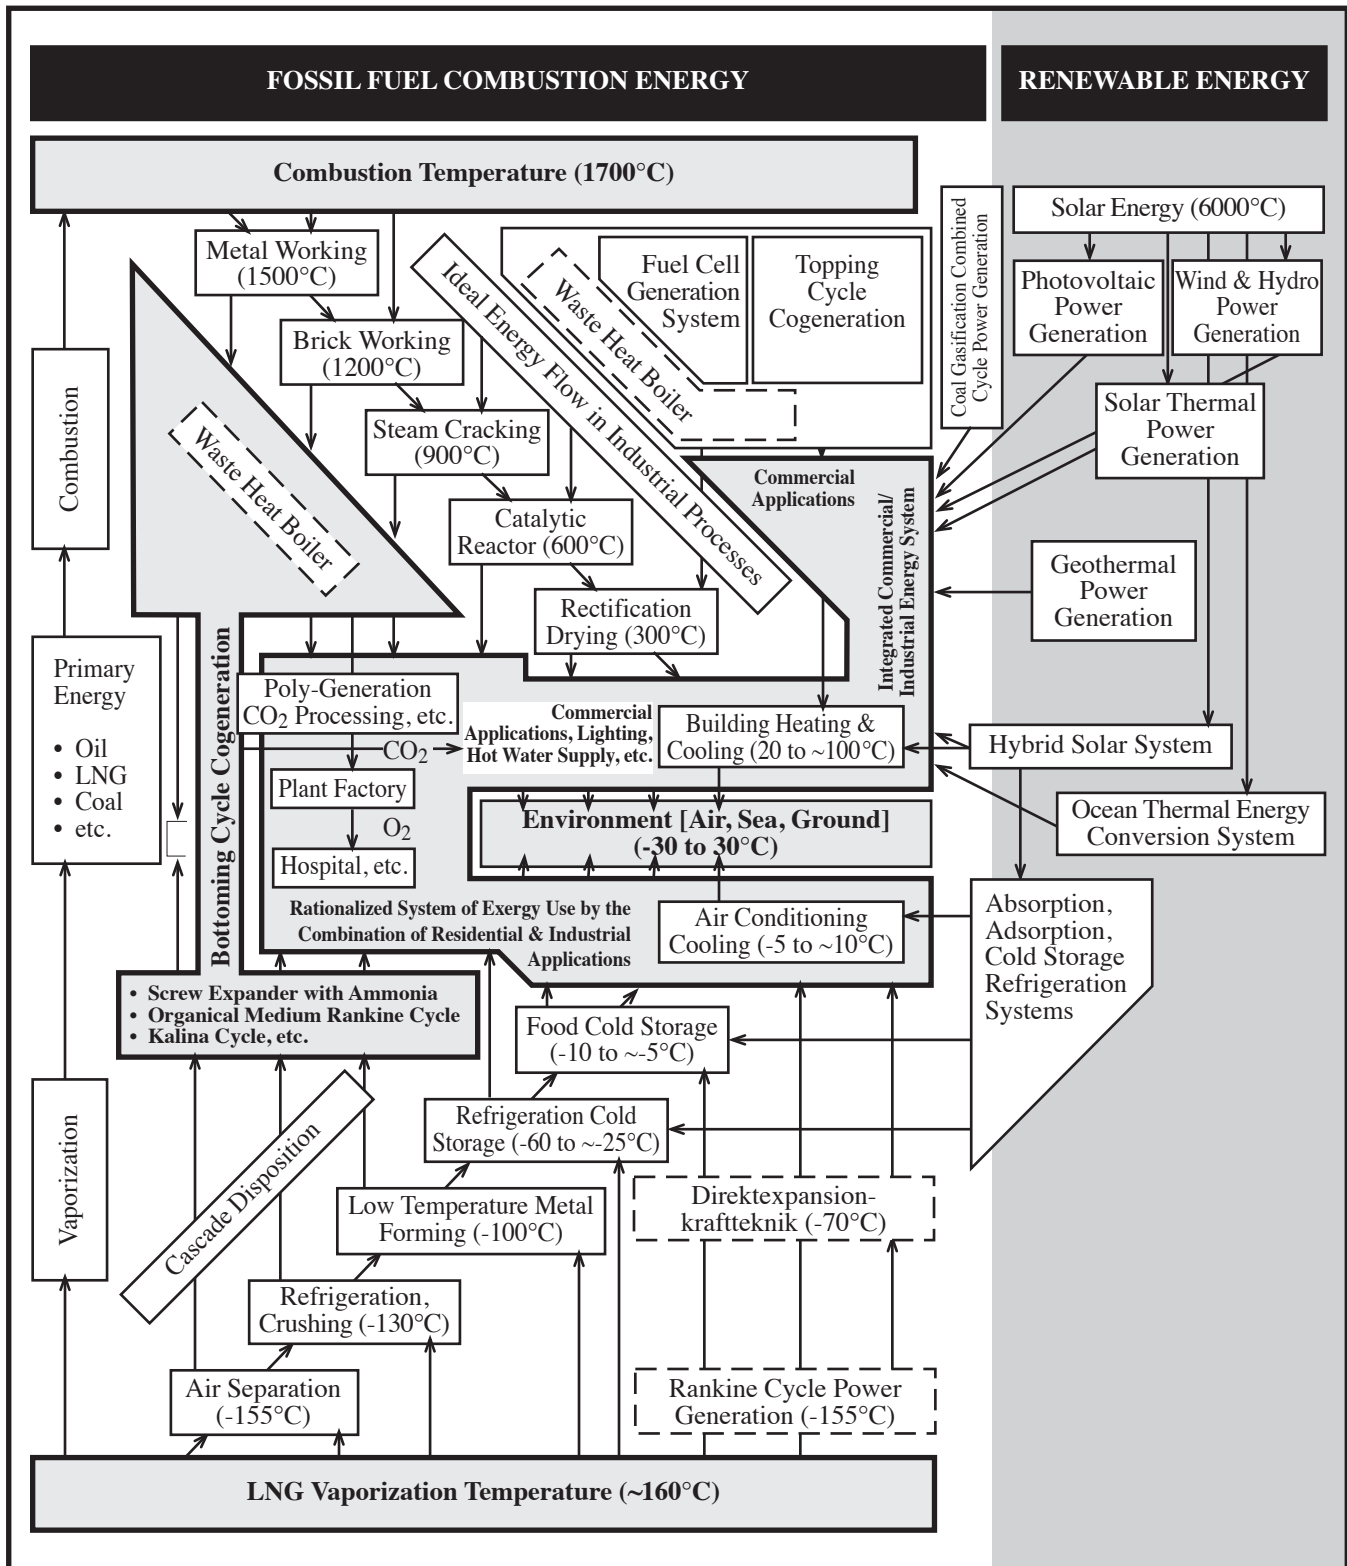 FOSSIL FUEL COMBUSTION ENERGY
RENEWABLE ENERGY
Combustion Temperature (1700°C)
Metal Working
(1500°C)
Brick Working
(1200°C)
Steam Cracking
(900°C)
Catalytic
Reactor (600°C)
Rectification
Drying (300°C)
Ideal Energy Flow in Industrial Processes
Waste Heat Boiler
Fuel Cell
Generation
System
Topping
Cycle
Cogeneration
Coal Gasification Combined
Cycle Power Generation
Solar Energy (6000°C)
Photovoltaic
Power
Generation
Wind & Hydro
Power
Generation
Solar Thermal
Power
Generation
Geothermal
Power
Generation
Hybrid Solar System
Ocean Thermal Energy
Conversion System
Absorption,
Adsorption,
Cold Storage
Refrigeration
Systems
Combustion
Primary
Energy
• Oil
• LNG
• Coal
• etc.
Vaporization
Waste Heat Boiler
Bottoming Cycle Cogeneration
• Screw Expander with Ammonia
• Organical Medium Rankine Cycle
• Kalina Cycle, etc.
Commercial
Applications
Integrated Commercial/
Industrial Energy System
Poly-Generation
CO2 Processing, etc.
CO2
Plant Factory
O2
Hospital, etc.
Commercial
Applications, Lighting,
Hot Water Supply, etc.
Building Heating &
Cooling (20 to ~100°C)
Environment [Air, Sea, Ground]
(-30 to 30°C)
Rationalized System of Exergy Use by the
Combination of Residential & Industrial
Applications
Air Conditioning
Cooling (-5 to ~10°C)
Food Cold Storage
(-10 to ~-5°C)
Refrigeration Cold
Storage (-60 to ~-25°C)
Low Temperature Metal
Forming (-100°C)
Refrigeration,
Crushing (-130°C)
Air Separation
(-155°C)
Cascade Disposition
Direktexpansion-
kraftteknik (-70°C)
Rankine Cycle Power
Generation (-155°C)
LNG Vaporization Temperature (~160°C)